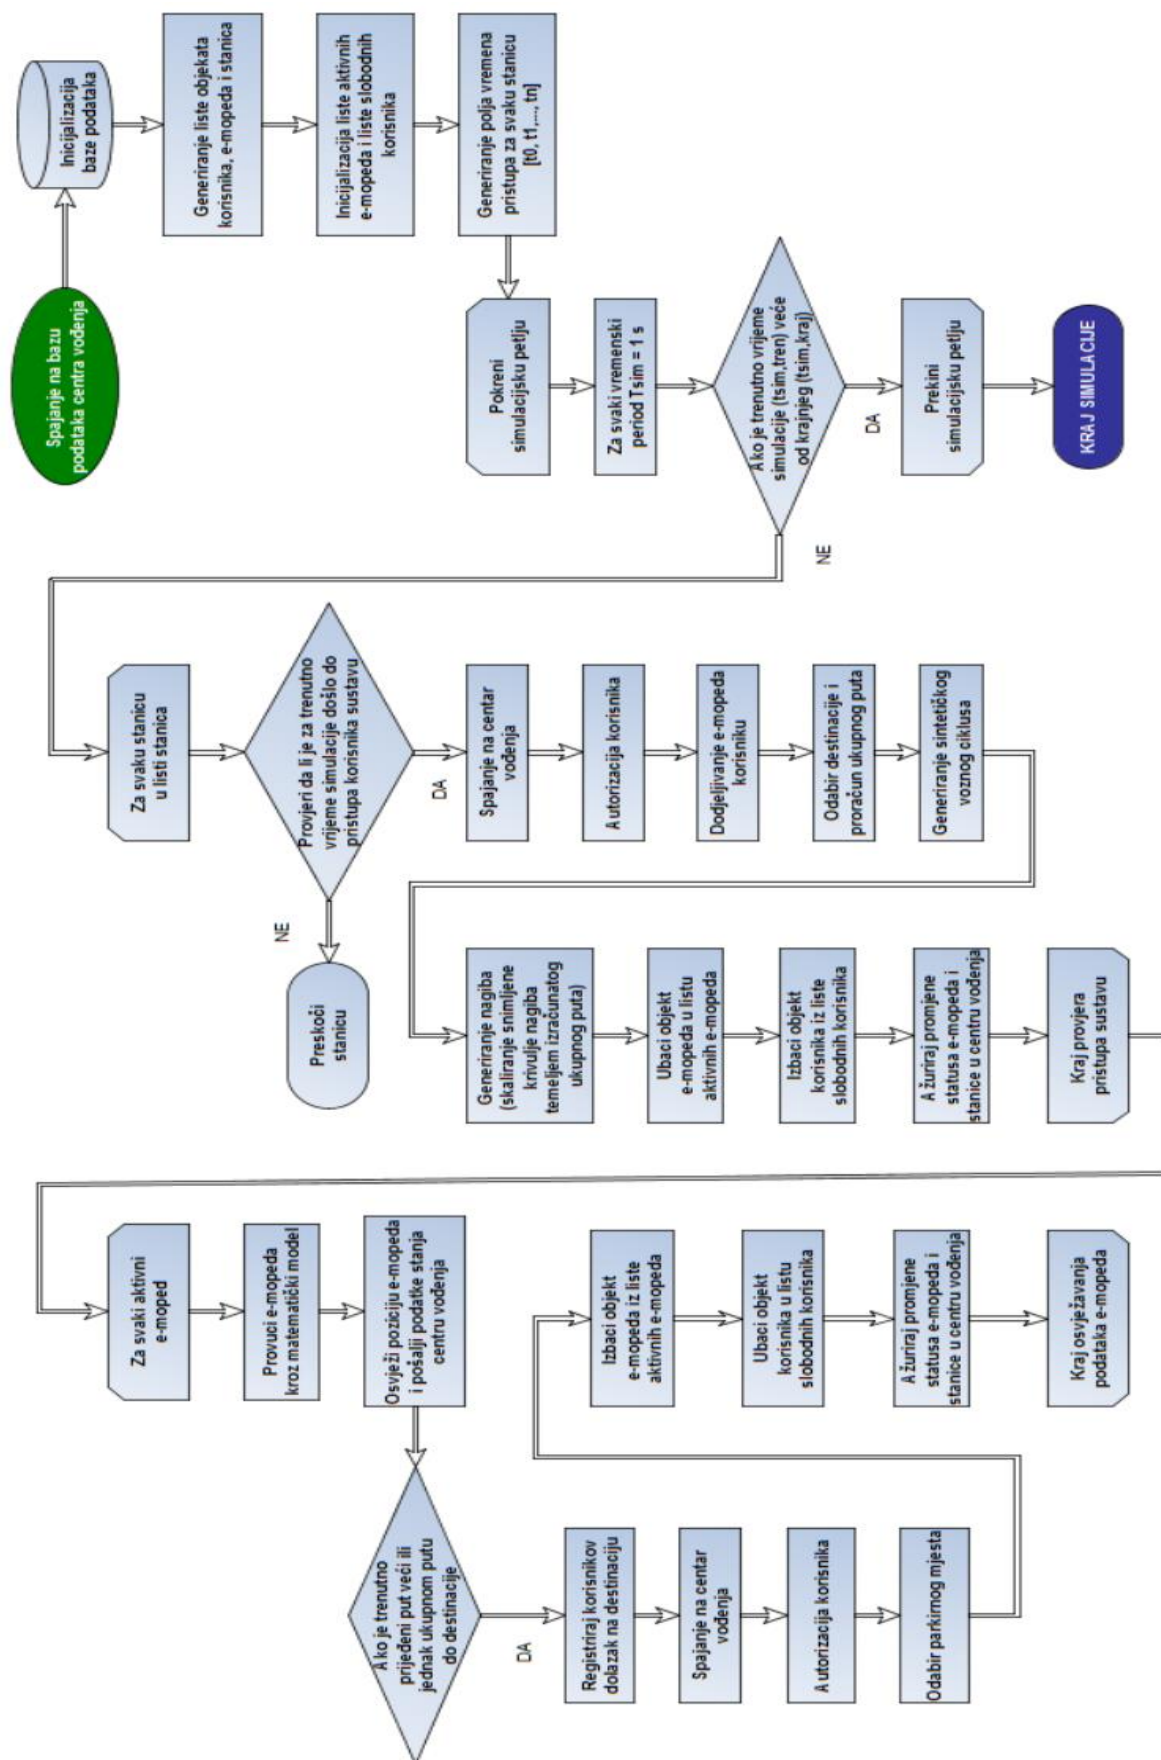 Spajanje na bazu
podataka centra vođenja
Inicijalizacija
baze podataka
Generiranje liste objekata
korisnika, e-mopeda i stanica
Inicijalizacija liste aktivnih
e-mopeda i liste slobodnih
korisnika
Generiranje polja vremena
pristupa za svaku stanicu
[t0, t1,..., tn]
Pokreni
simulacijsku petlju
Za svaki vremenski
period Tsim = 1 s
Ako je trenutno vrijeme
simulacije (tsim,tren) veće
od krajnjeg (tsim,kraj)
DA
NE
Prekini
simulacijsku petlju
KRAJ SIMULACIJE
Za svaku stanicu
u listi stanica
Provjeri da li je za trenutno
vrijeme simulacije došlo do
pristupa korisnika sustavu
NE
DA
Preskoči
stanicu
Spajanje na centar
vođenja
Autorizacija korisnika
Dodjeljivanje e-mopeda
korisniku
Odabir destinacije i
proračun ukupnog puta
Generiranje sintetičkog
voznog ciklusa
Generiranje nagiba
(skaliranje snimljene
krivulje nagiba
temeljem izračunatog
ukupnog puta)
Ubaci objekt
e-mopeda u listu
aktivnih e-mopeda
Izbaci objekt
korisnika iz liste
slobodnih korisnika
Ažuriraj promjene
statusa e-mopeda i
stanice u centru vođenja
Kraj provjera
pristupa sustavu
Za svaki aktivni
e-moped
Provuci e-mopeda
kroz matematički model
Osvježi poziciju e-mopeda
i pošalji podatke stanja
centru vođenja
Ako je trenutno
prijeđeni put veći ili
jednak ukupnom putu
do destinacije
DA
Registriraj korisnikov
dolazak na destinaciju
Spajanje na centar
vođenja
Autorizacija korisnika
Odabir parkirnog mjesta
Izbaci objekt
e-mopeda iz liste
aktivnih e-mopeda
Ubaci objekt
korisnika u listu
slobodnih korisnika
Ažuriraj promjene
statusa e-mopeda i
stanice u centru vođenja
Kraj osvježavanja
podataka e-mopeda